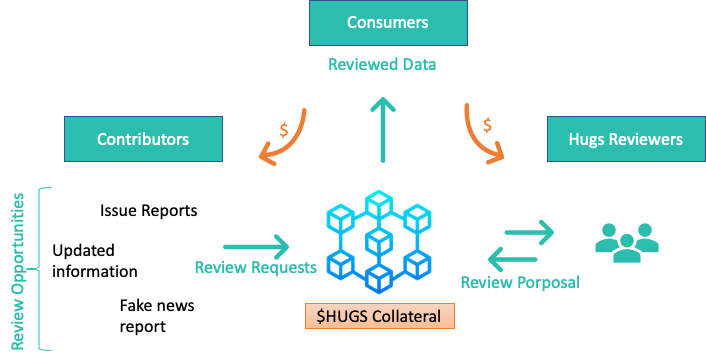 Consumers
Reviewed Data
$
$
Contributors
Hugs Reviewers
Review Opportunities
Issue Reports
Updated
information
Fake news
report
Review Requests
Review Porposal
$HUGS Collateral